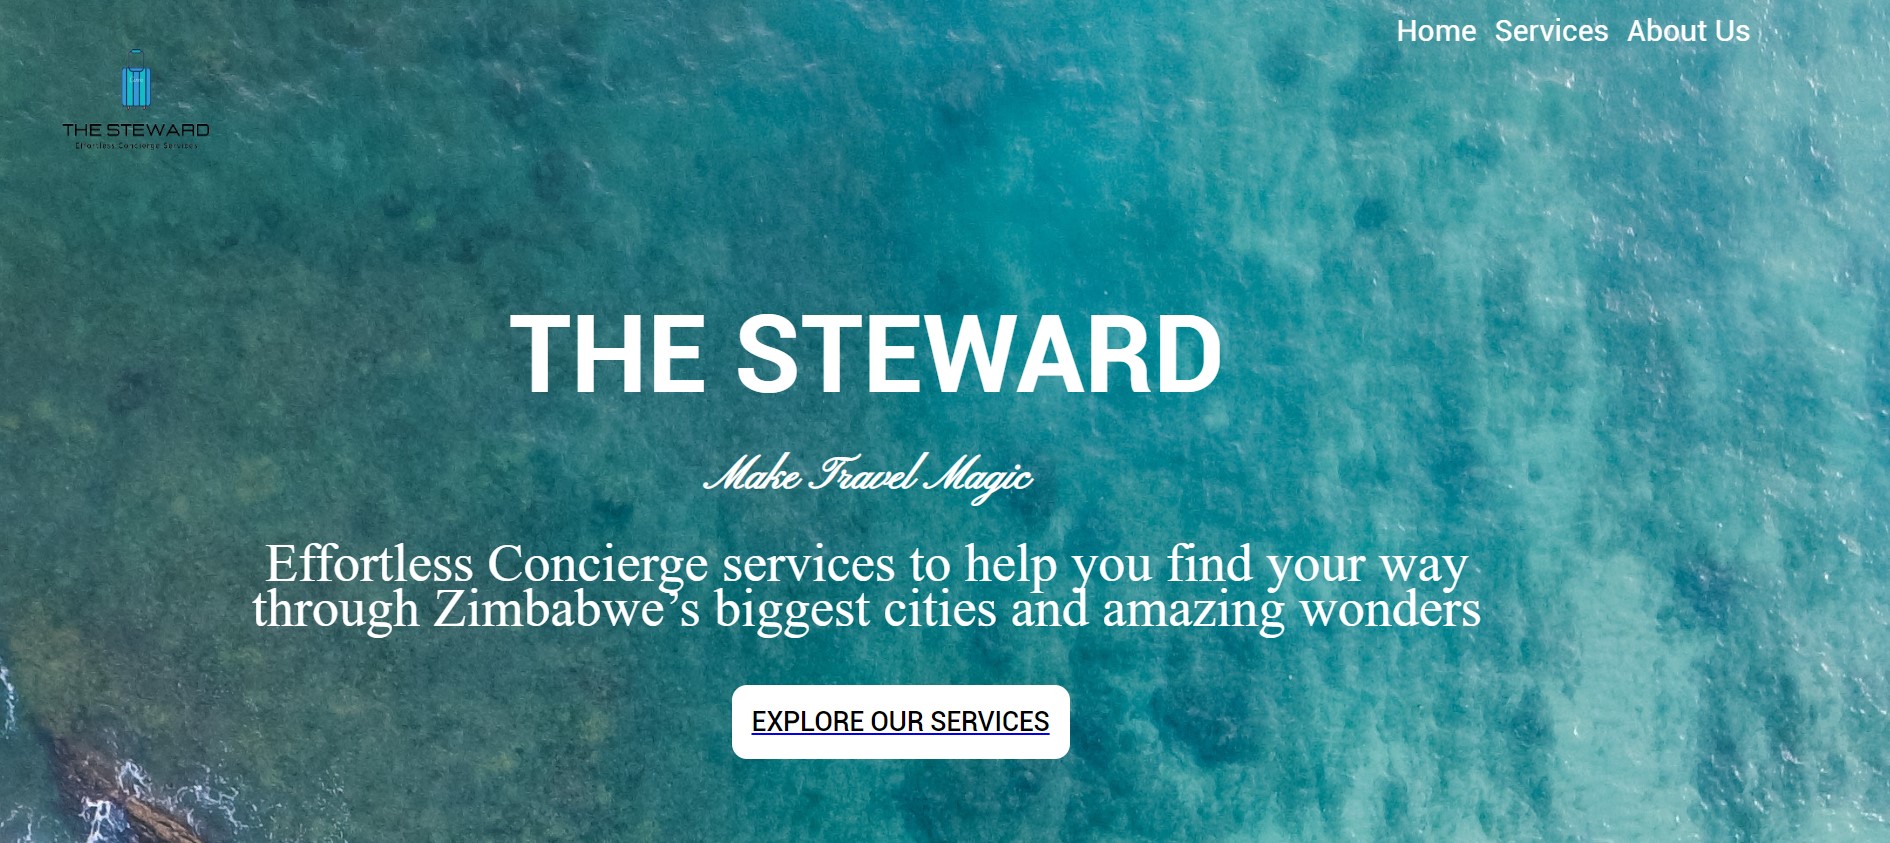 Home Services About Us
THE STEWARD
Effortless Concierge Services
THE STEWARD
Make Travel Magic
Effortless Concierge services to help you find your way
through Zimbabwe’s biggest cities and amazing wonders
EXPLORE OUR SERVICES